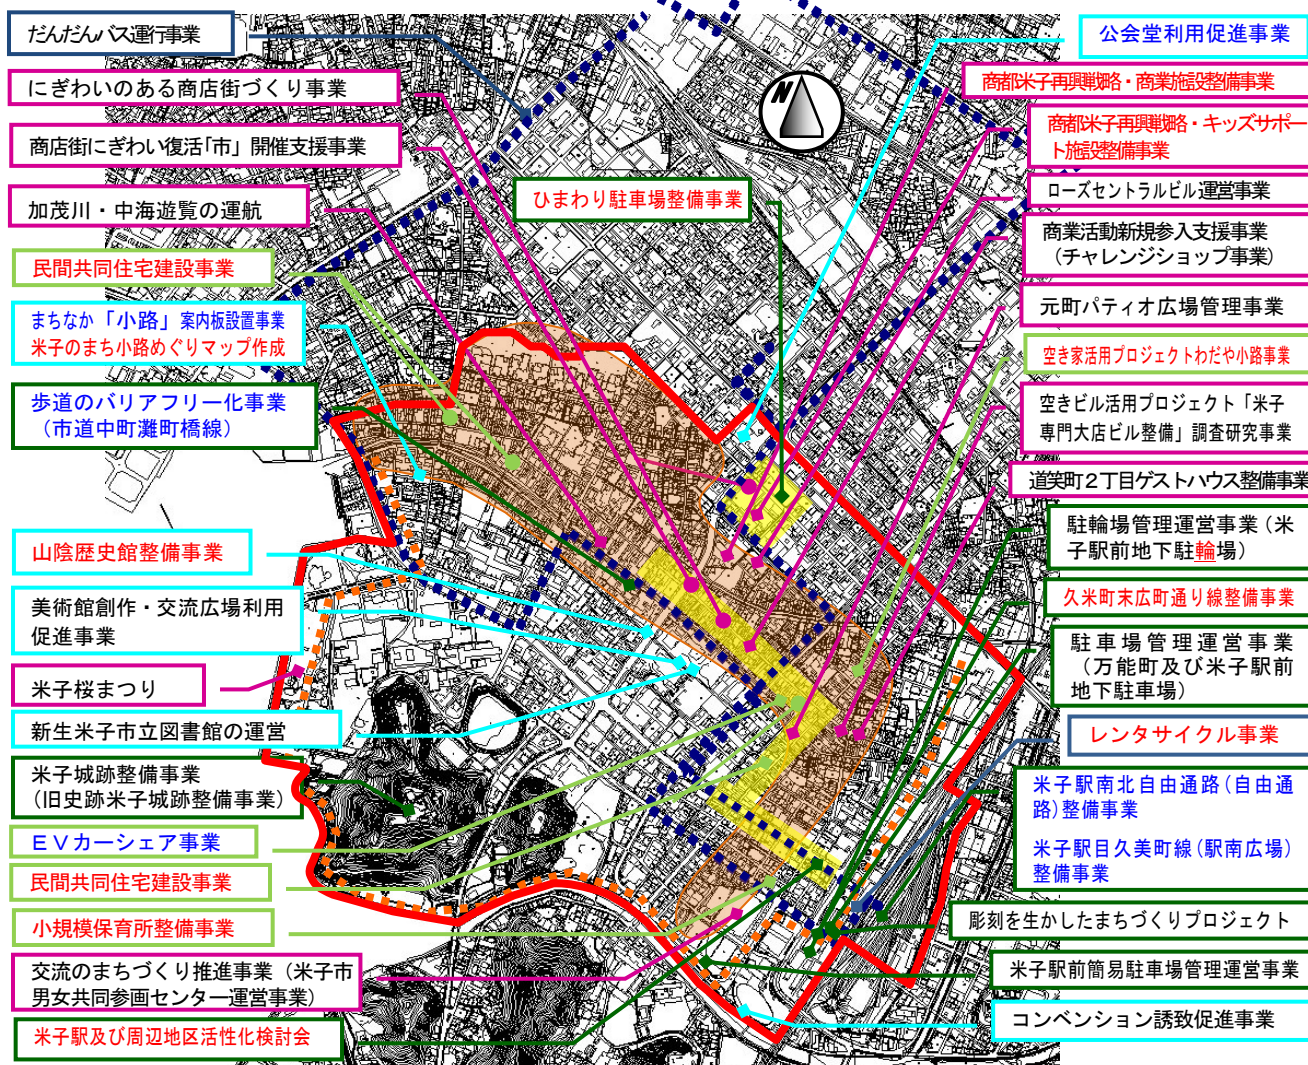 だんだんバス運行事業
にぎわいのある商店街づくり事業
商店街にぎわい復活「市」開催支援事業
加茂川・中海遊覧の運航
民間共同住宅建設事業
まちなか「小路」案内板設置事業
米子のまち小路めぐりマップ作成
歩道のバリアフリー化事業
（市道中町灘町橋線）
山陰歴史館整備事業
美術館創作・交流広場利用
促進事業
米子桜まつり
新生米子市立図書館の運営
米子城跡整備事業
（旧史跡米子城跡整備事業）
ＥＶカーシェア事業
民間共同住宅建設事業
小規模保育所整備事業
交流のまちづくり推進事業（米子市
男女共同参画センター運営事業）
米子駅及び周辺地区活性化検討会
ひまわり駐車場整備事業
N
公会堂利用促進事業
商都米子再興戦略・商業施設整備事業
商都米子再興戦略・キッズサポー
ト施設整備事業
ローズセントラルビル運営事業
商業活動新規参入支援事業
（チャレンジショップ事業）
元町パティオ広場管理事業
空き家活用プロジェクトわだや小路事業
空きビル活用プロジェクト「米子
専門大店ビル整備」調査研究事業
道笑町２丁目ゲストハウス整備事業
駐輪場管理運営事業（米
子駅前地下駐輪場）
久米町末広町通り線整備事業
駐車場管理運営事業
（万能町及び米子駅前
地下駐車場）
レンタサイクル事業
米子駅南北自由通路（自由通
路）整備事業
米子駅目久美町線（駅南広場）
整備事業
彫刻を生かしたまちづくりプロジェクト
米子駅前簡易駐車場管理運営事業
コンベンション誘致促進事業